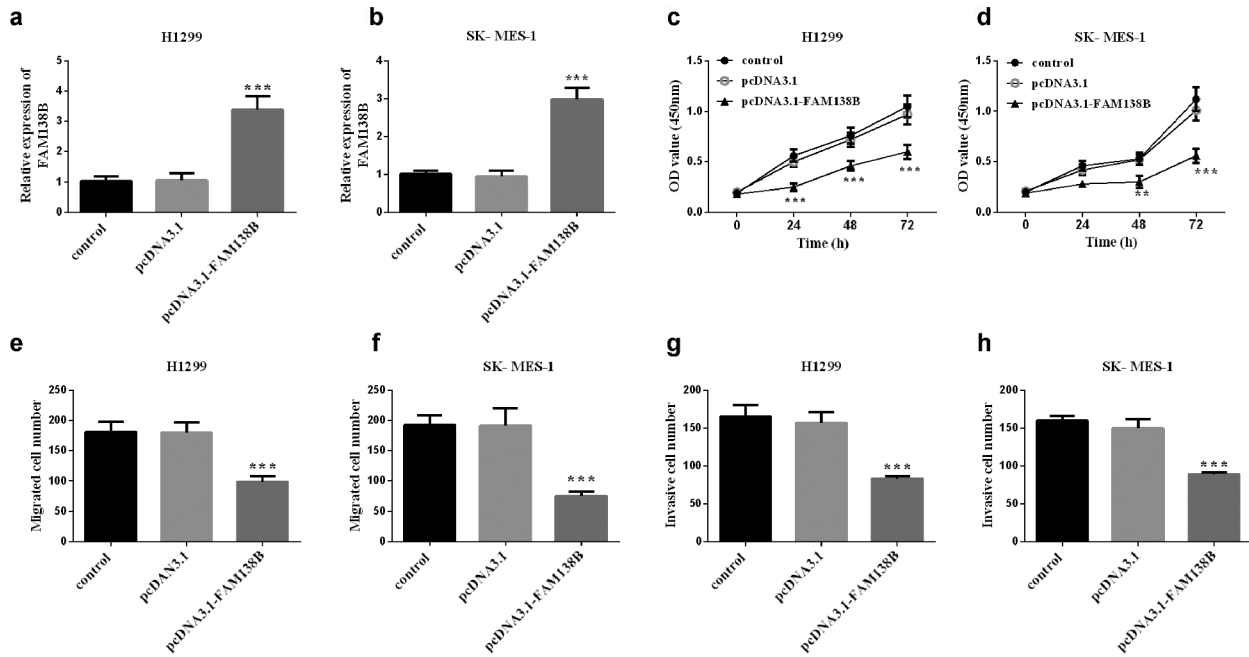 a
H1299
Relative expression of
FAM138B
5
4
3
2
1
0
***
control
pcDNA3.1
pcDNA3.1-FAM138B
b
SK- MES-1
Relative expression of
FAM138B
4
3
2
1
0
***
control
pcDNA3.1
pcDNA3.1-FAM138B
c
H1299
control
pcDNA3.1
pcDNA3.1-FAM138B
OD value (450nm)
1.5
1.0
0.5
0.0
***
***
***
0
24
48
72
Time (h)
d
SK- MES-1
control
pcDNA3.1
pcDNA3.1-FAM138B
OD value (450nm)
1.5
1.0
0.5
0.0
**
***
0
24
48
72
Time (h)
e
H1299
Migrated cell number
250
200
150
100
50
0
***
control
pcDAN3.1
pcDNA3.1-FAM138B
f
SK- MES-1
Migrated cell number
250
200
150
100
50
0
***
control
pcDNA3.1
pcDNA3.1-FAM138B
g
H1299
Invasive cell number
200
150
100
50
0
***
control
pcDNA3.1
pcDNA3.1-FAM138B
h
SK- MES-1
Invasive cell number
200
150
100
50
0
***
control
pcDNA3.1
pcDNA3.1-FAM138B